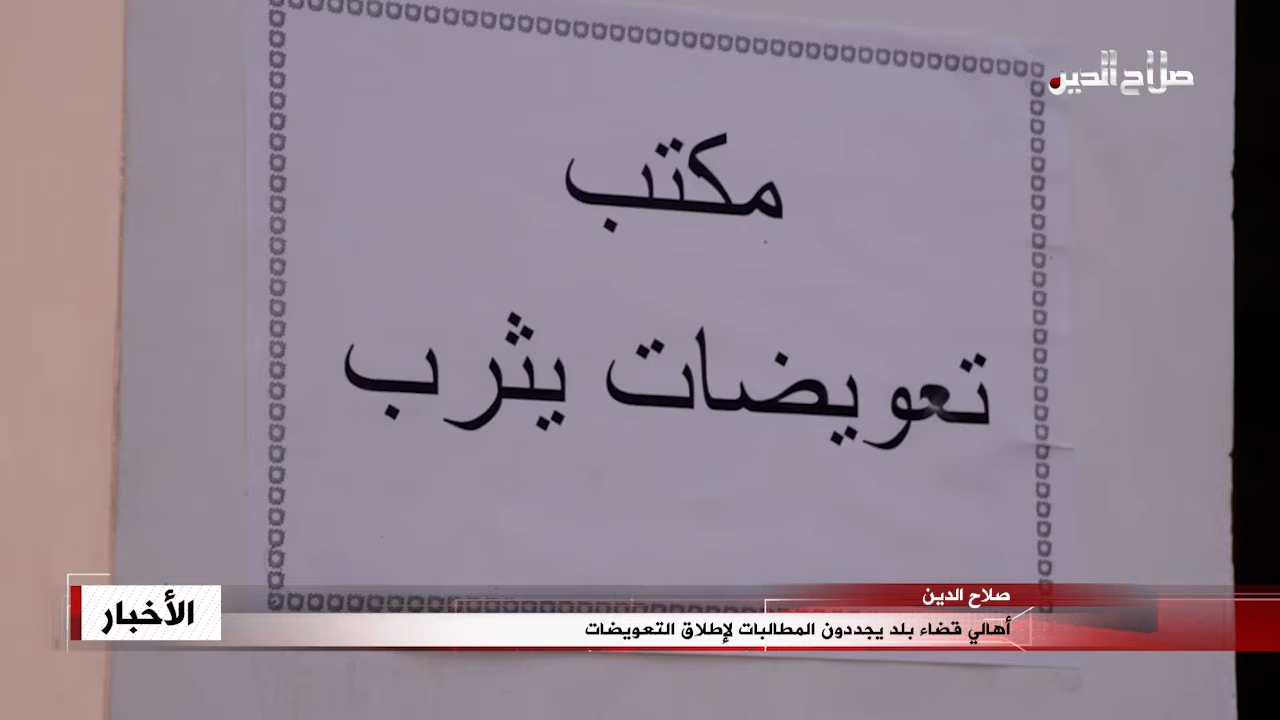 صلاح الدين
مكتب
تعويضات يثرب
صلاح الدين
أهالي قضاء بلد يجددون المطالبات لإطلاق التعويضات
الأخبار